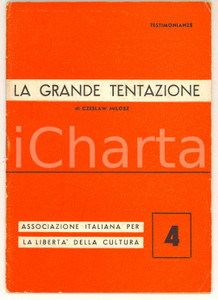 TESTIMONIANZE
LA GRANDE TENTAZIONE
di CZESLAW MILOSZ
iCharta
ASSOCIAZIONE ITALIANA PER
LA LIBERTA' DELLA CULTURA
4